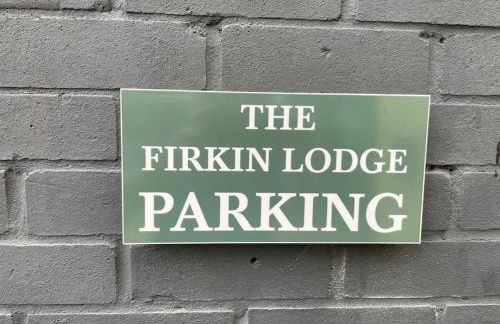 THE
FIRKIN LODGE
PARKING